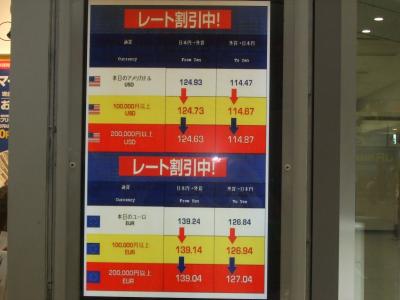 レート割引中!
通貨 日本円→外貨 外貨→日本円
Currency From Yen To Yen
本日のアメリカドル USD 124.93 114.47
100,000円以上 USD 124.73 114.67
200,000円以上 USD 124.63 114.87
レート割引中!
通貨 日本円→外貨 外貨→日本円
Currency From Yen To Yen
本日のユーロ EUR 139.24 126.84
100,000円以上 EUR 139.14 126.94
200,000円以上 EUR 139.04 127.04